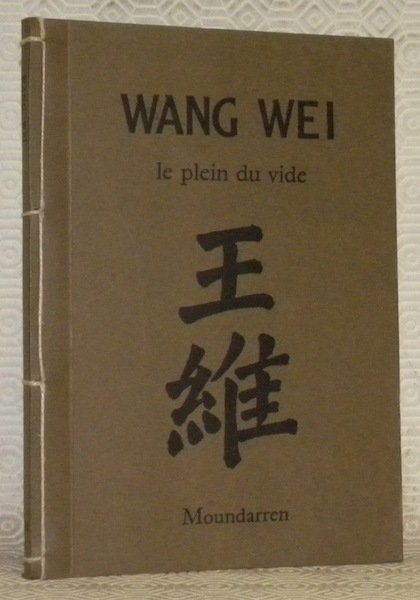 WANG WEI
le plein du vide
王
維
Moundarren